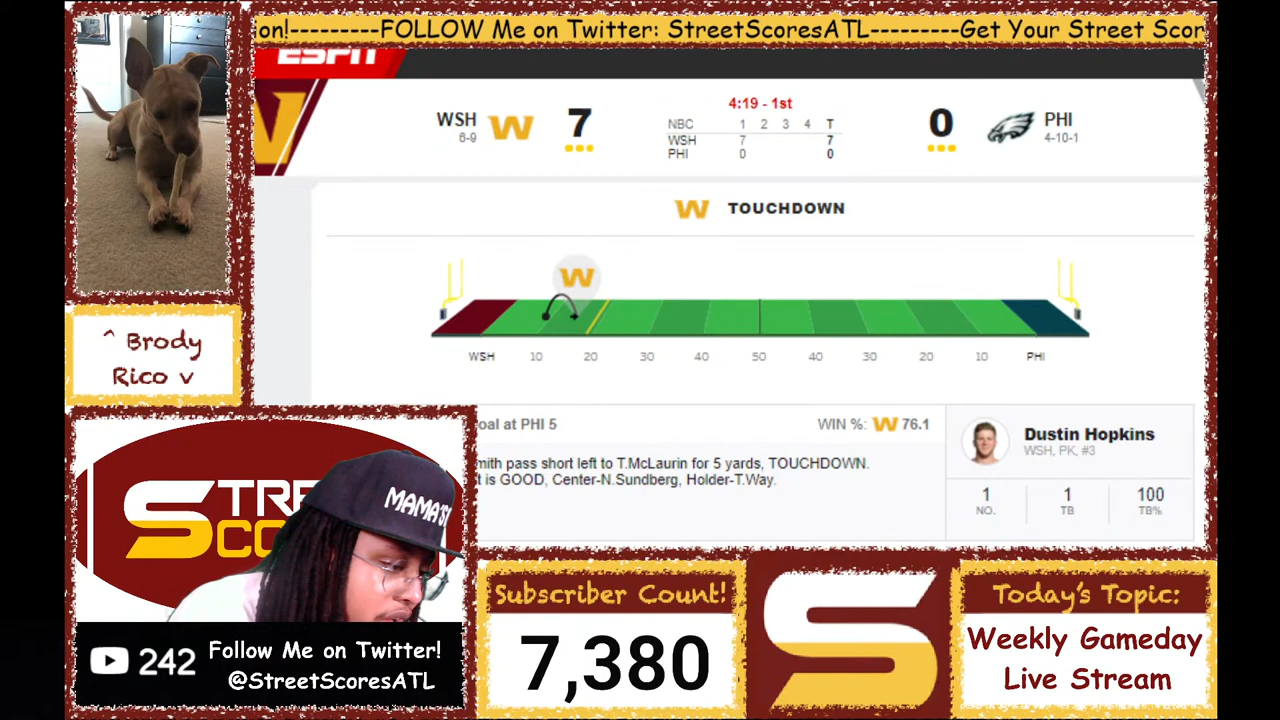 on!---------FOLLOW Me on Twitter: StreetScoresATL---------Get Your Street Scor
ESPN
WSH
6-9
W
7
4:19 - 1st
NBC 1 2 3 4 T
WSH 7 7
PHI 0 0
0
PHI
4-10-1
W TOUCHDOWN
W
WSH 10 20 30 40 50 40 30 20 10 PHI
^ Brody
Rico v
oal at PHI 5
WIN %: W 76.1
mith pass short left to T.McLaurin for 5 yards, TOUCHDOWN.
t is GOOD, Center-N.Sundberg, Holder-T.Way.
Dustin Hopkins
WSH, PK, #3
1 1 100
NO. TB TB%
STRE
SCO
MAMA'S
242
Follow Me on Twitter!
@StreetScoresATL
Subscriber Count!
7,380
S
Today's Topic:
Weekly Gameday
Live Stream